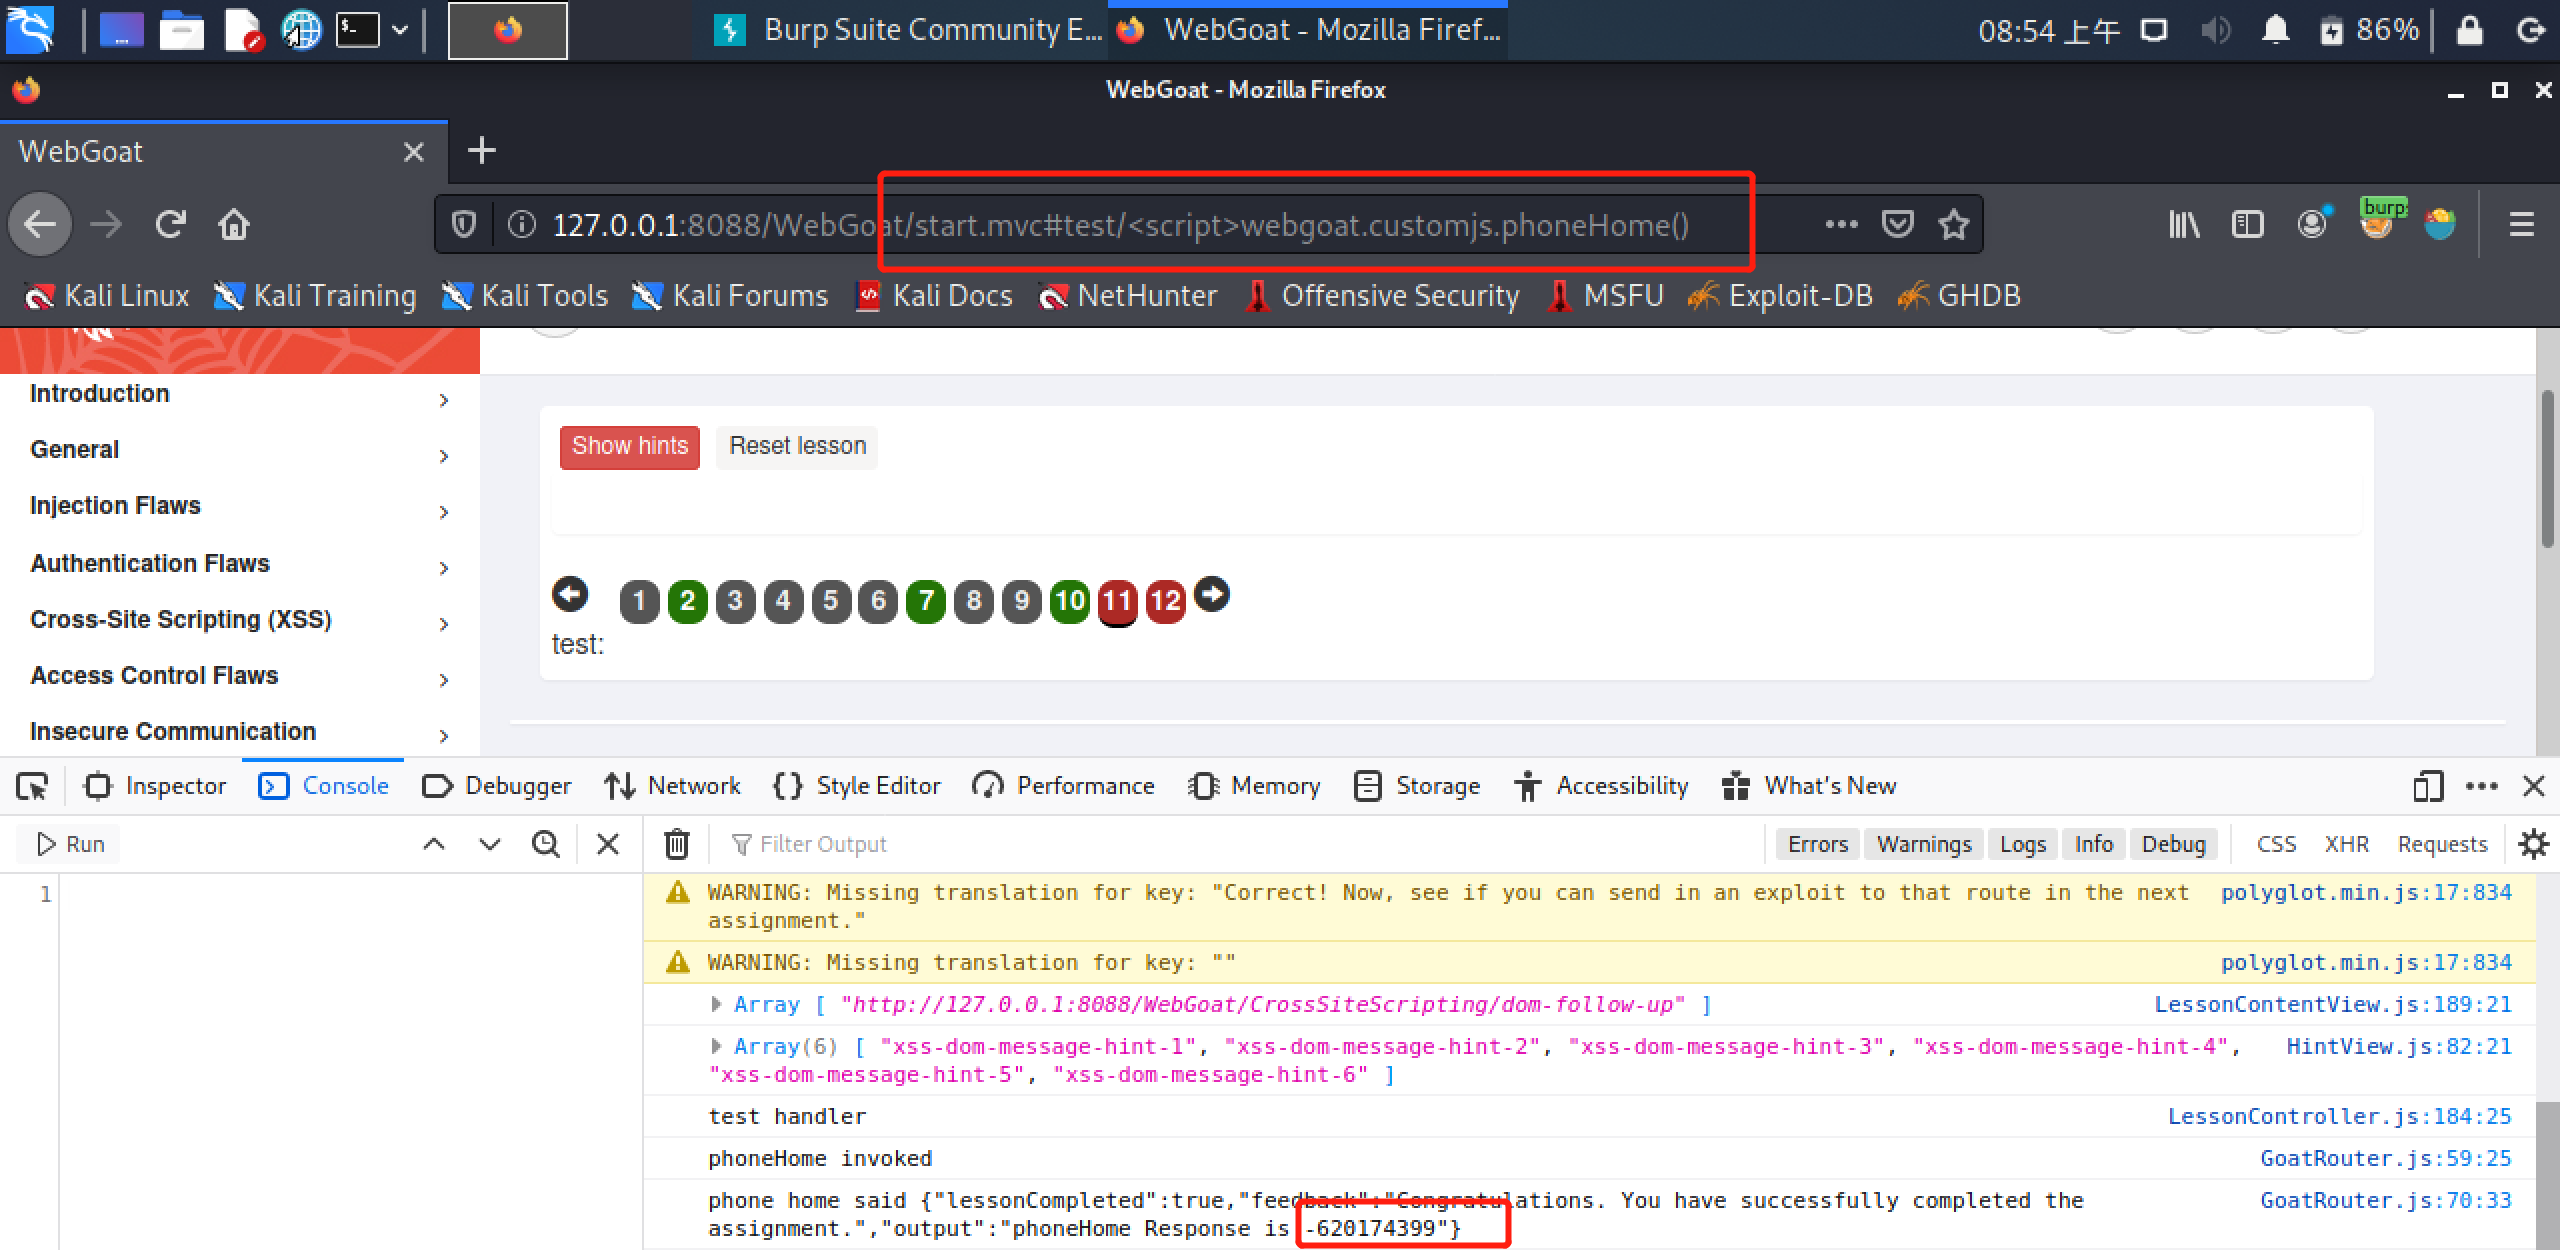 Burp Suite Community E...
WebGoat - Mozilla Firef...
08:54 上午
86%
WebGoat - Mozilla Firefox
WebGoat
127.0.0.1:8088/WebGoat/start.mvc#test/<script>webgoat.customjs.phoneHome()
burp
Kali Linux Kali Training Kali Tools Kali Forums Kali Docs NetHunter Offensive Security MSFU Exploit-DB GHDB
Introduction
General
Injection Flaws
Authentication Flaws
Cross-Site Scripting (XSS)
Access Control Flaws
Insecure Communication
Show hints Reset lesson
1 2 3 4 5 6 7 8 9 10 11 12
test:
Inspector Console Debugger Network Style Editor Performance Memory Storage Accessibility What's New
Run
Filter Output
Errors Warnings Logs Info Debug CSS XHR Requests
1
WARNING: Missing translation for key: "Correct! Now, see if you can send in an exploit to that route in the next polyglot.min.js:17:834
assignment."
WARNING: Missing translation for key: "" polyglot.min.js:17:834
Array [ "http://127.0.0.1:8088/WebGoat/CrossSiteScripting/dom-follow-up" ] LessonContentView.js:189:21
Array(6) [ "xss-dom-message-hint-1", "xss-dom-message-hint-2", "xss-dom-message-hint-3", "xss-dom-message-hint-4", HintView.js:82:21
"xss-dom-message-hint-5", "xss-dom-message-hint-6" ]
test handler LessonController.js:184:25
phoneHome invoked GoatRouter.js:59:25
phone home said {"lessonCompleted":true,"feedback":"Congratulations. You have successfully completed the GoatRouter.js:70:33
assignment.","output":"phoneHome Response is -620174399"}